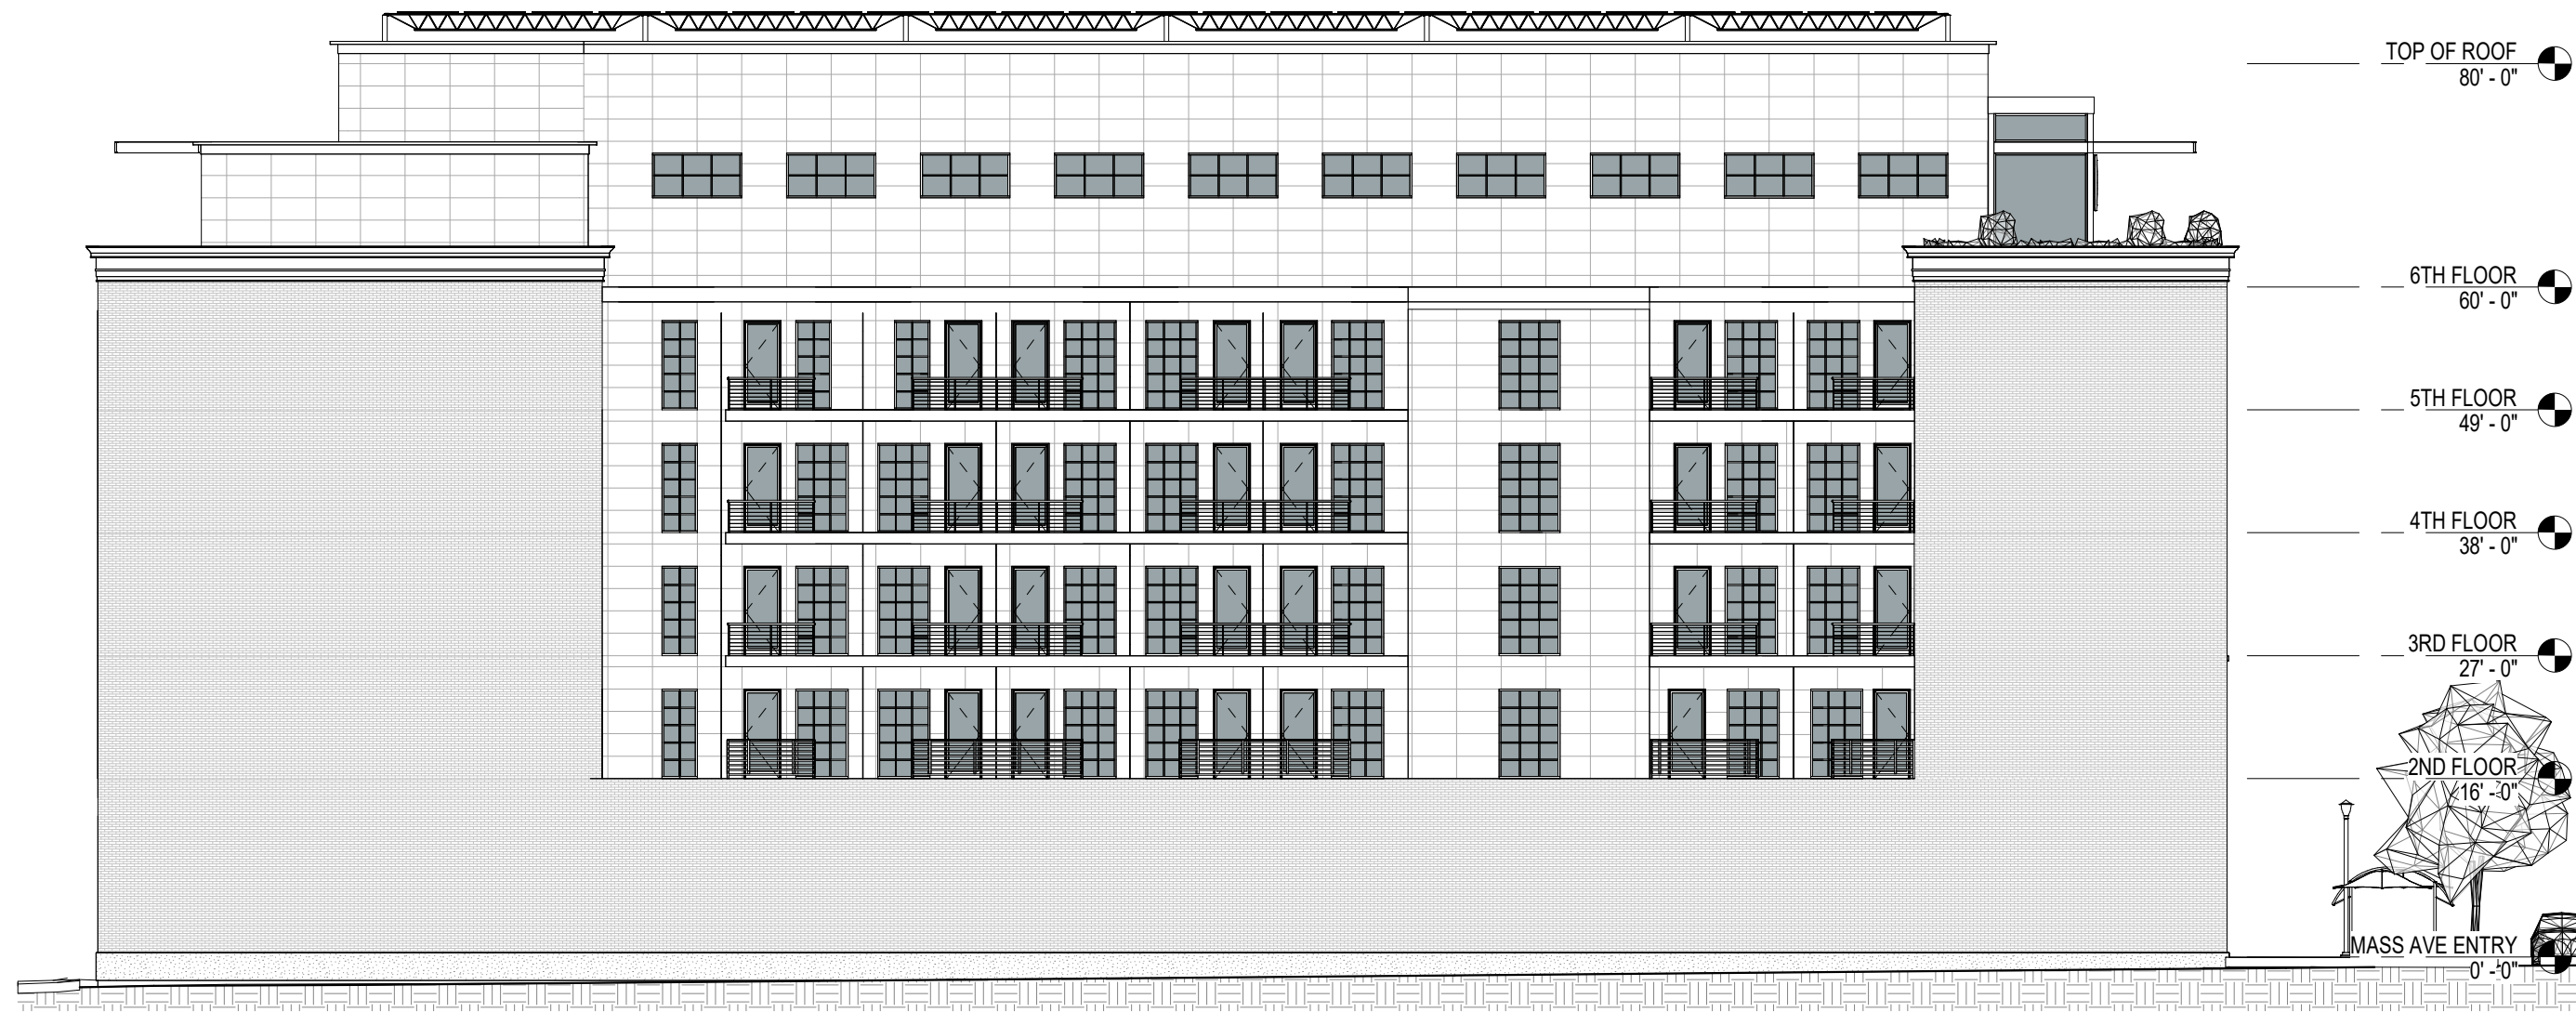 TOP OF ROOF
80' - 0"
6TH FLOOR
60' - 0"
5TH FLOOR
49' - 0"
4TH FLOOR
38' - 0"
3RD FLOOR
27' - 0"
2ND FLOOR
16' - 0"
MASS AVE ENTRY
0' - 0"